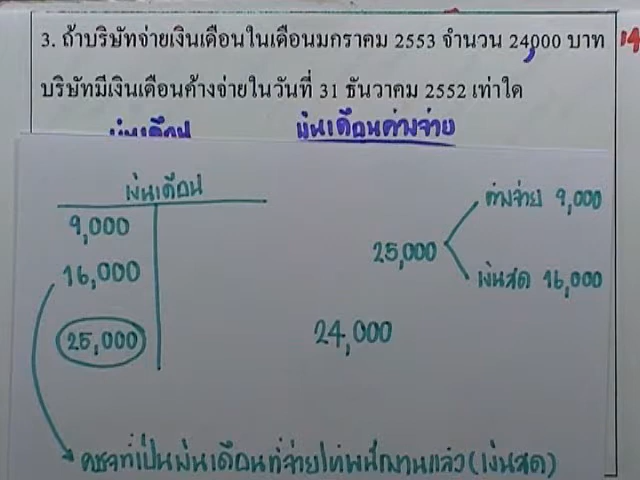 3. ถ้าบริษัทจ่ายเงินเดือนในเดือนมกราคม 2553 จำนวน 24,000 บาท
บริษัทมีเงินเดือนค้างจ่ายในวันที่ 31 ธันวาคม 2552 เท่าใด
เงินเดือน เงินเดือนค้างจ่าย
เงินเดือน
9,000
16,000
25,000
25,000
ค้างจ่าย 9,000
เงินสด 16,000
24,000
ที่เป็นเงินเดือนที่จ่ายให้พนักงานแล้ว (เงินสด)